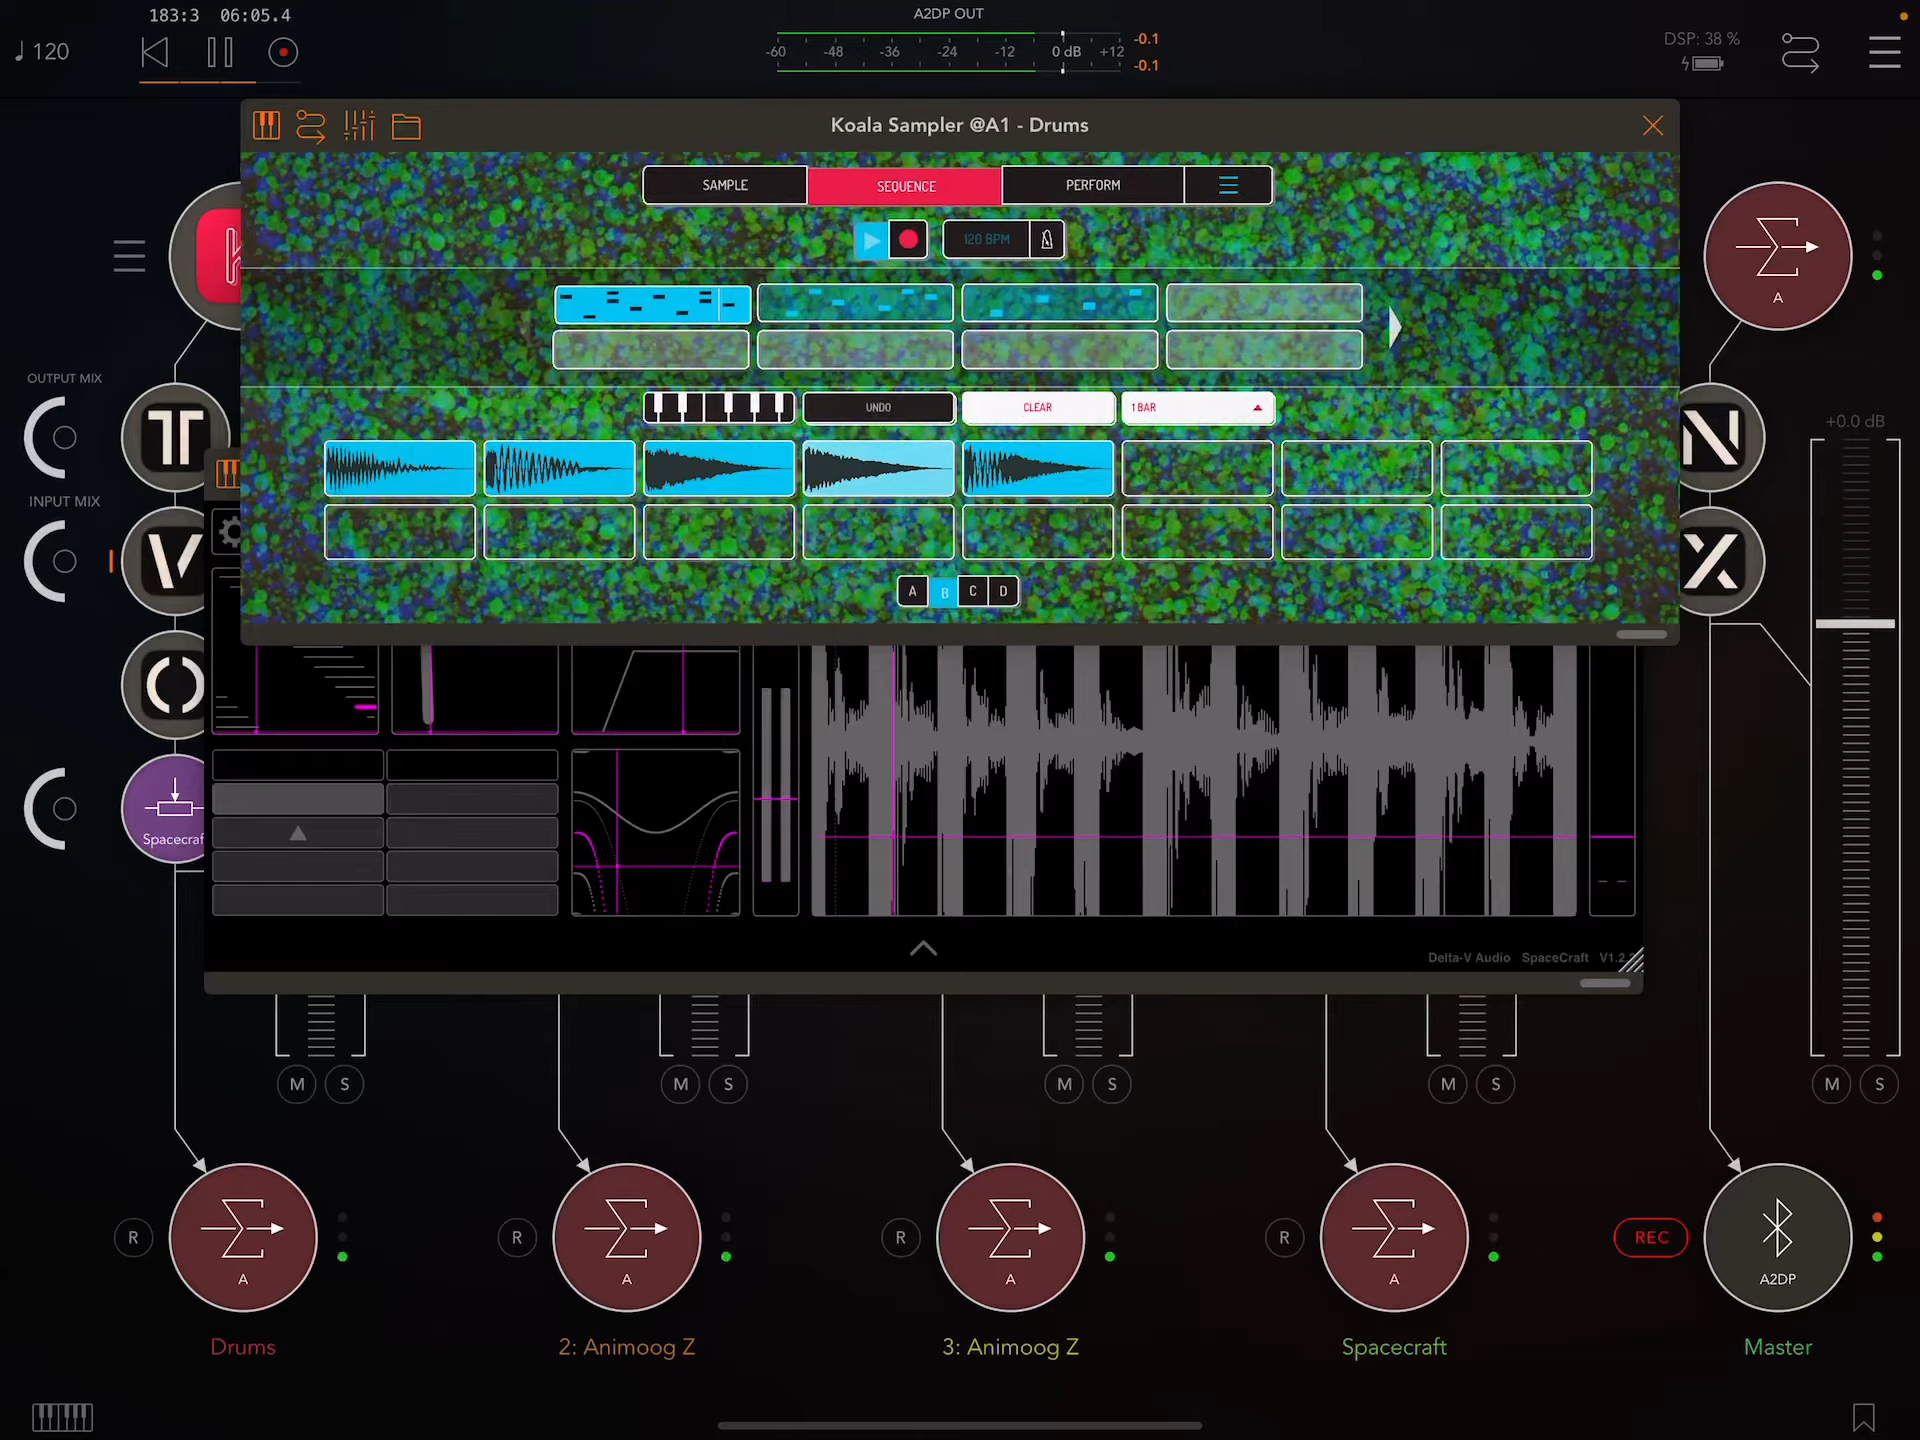 183:3 06:05.4
♩ 120
A2DP OUT
-60 -48 -36 -24 -12 0 dB +12
-0.1
-0.1
DSP: 38 %
Koala Sampler @A1 - Drums
SAMPLE SEQUENCE PERFORM
120 BPM
UNDO CLEAR 1 BAR
A B C D
OUTPUT MIX
INPUT MIX
T
V
O
N
X
Σ
A
+0.0 dB
Spacecraf
Delta-V Audio SpaceCraft V1.2.
M S M S M S M S M S
R R R R REC
A A A A A2DP
Drums 2: Animoog Z 3: Animoog Z Spacecraft Master